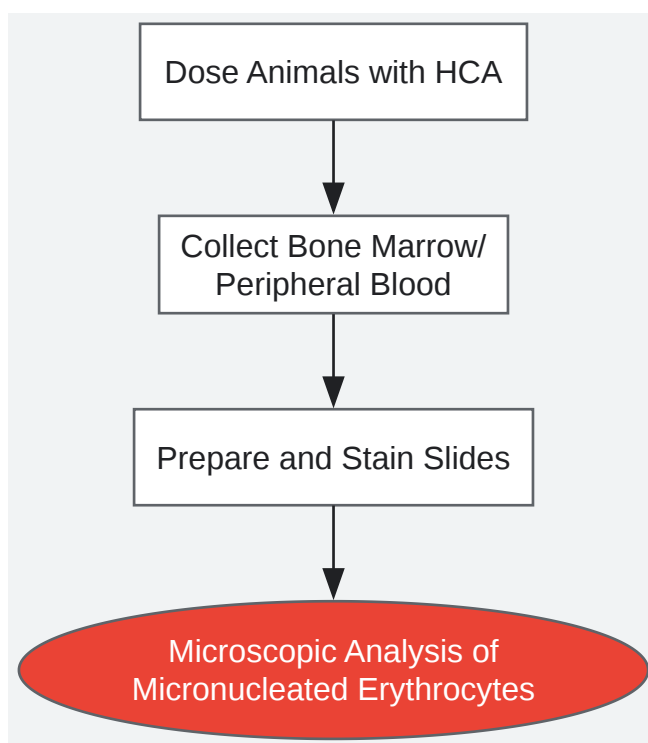 Dose Animals with HCA
Collect Bone Marrow/
Peripheral Blood
Prepare and Stain Slides
Microscopic Analysis of
Micronucleated Erythrocytes